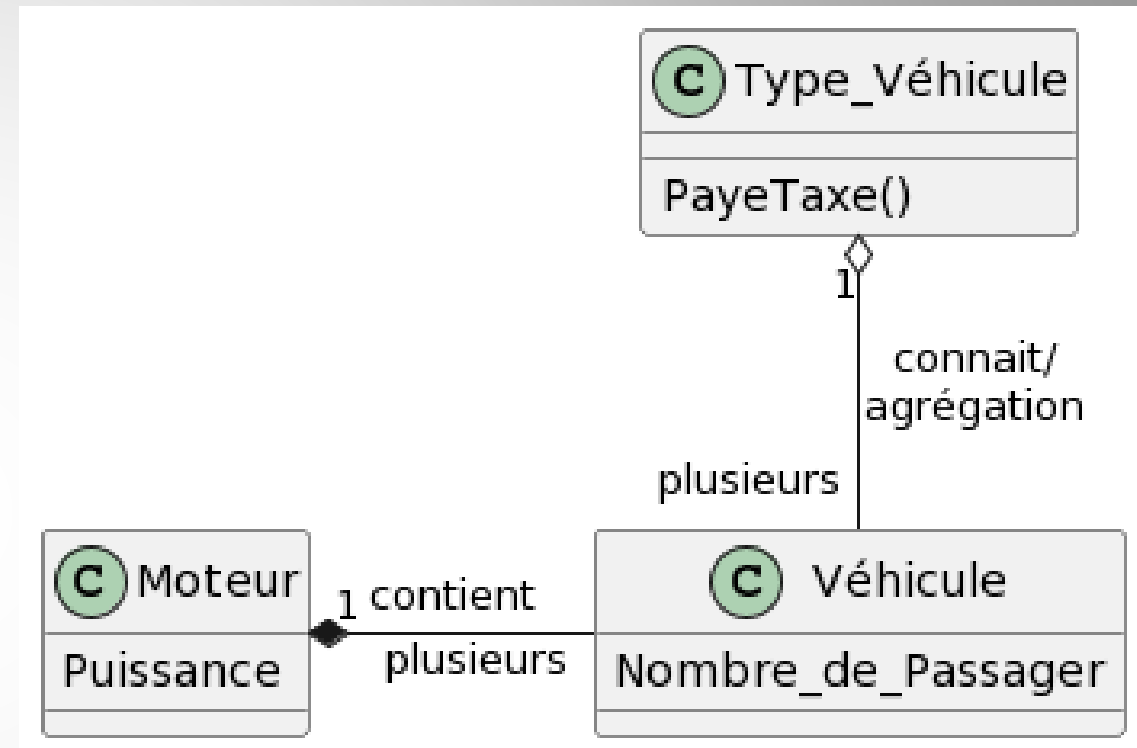 C Type_Véhicule
PayeTaxe()
1
connait/
agrégation
plusieurs
C Moteur
Puissance
1 contient
plusieurs
C Véhicule
Nombre_de_Passager